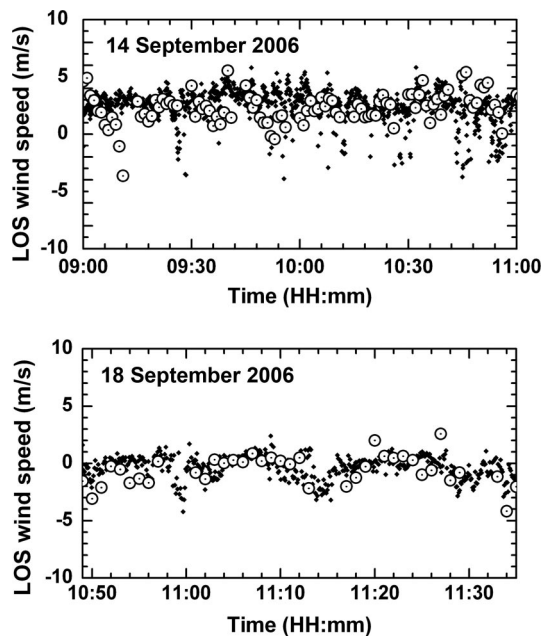 14 September 2006
LOS wind speed (m/s)
10
5
0
-5
-10
09:00 09:30 10:00 10:30 11:00
Time (HH:mm)
18 September 2006
LOS wind speed (m/s)
10
5
0
-5
-10
10:50 11:00 11:10 11:20 11:30
Time (HH:mm)